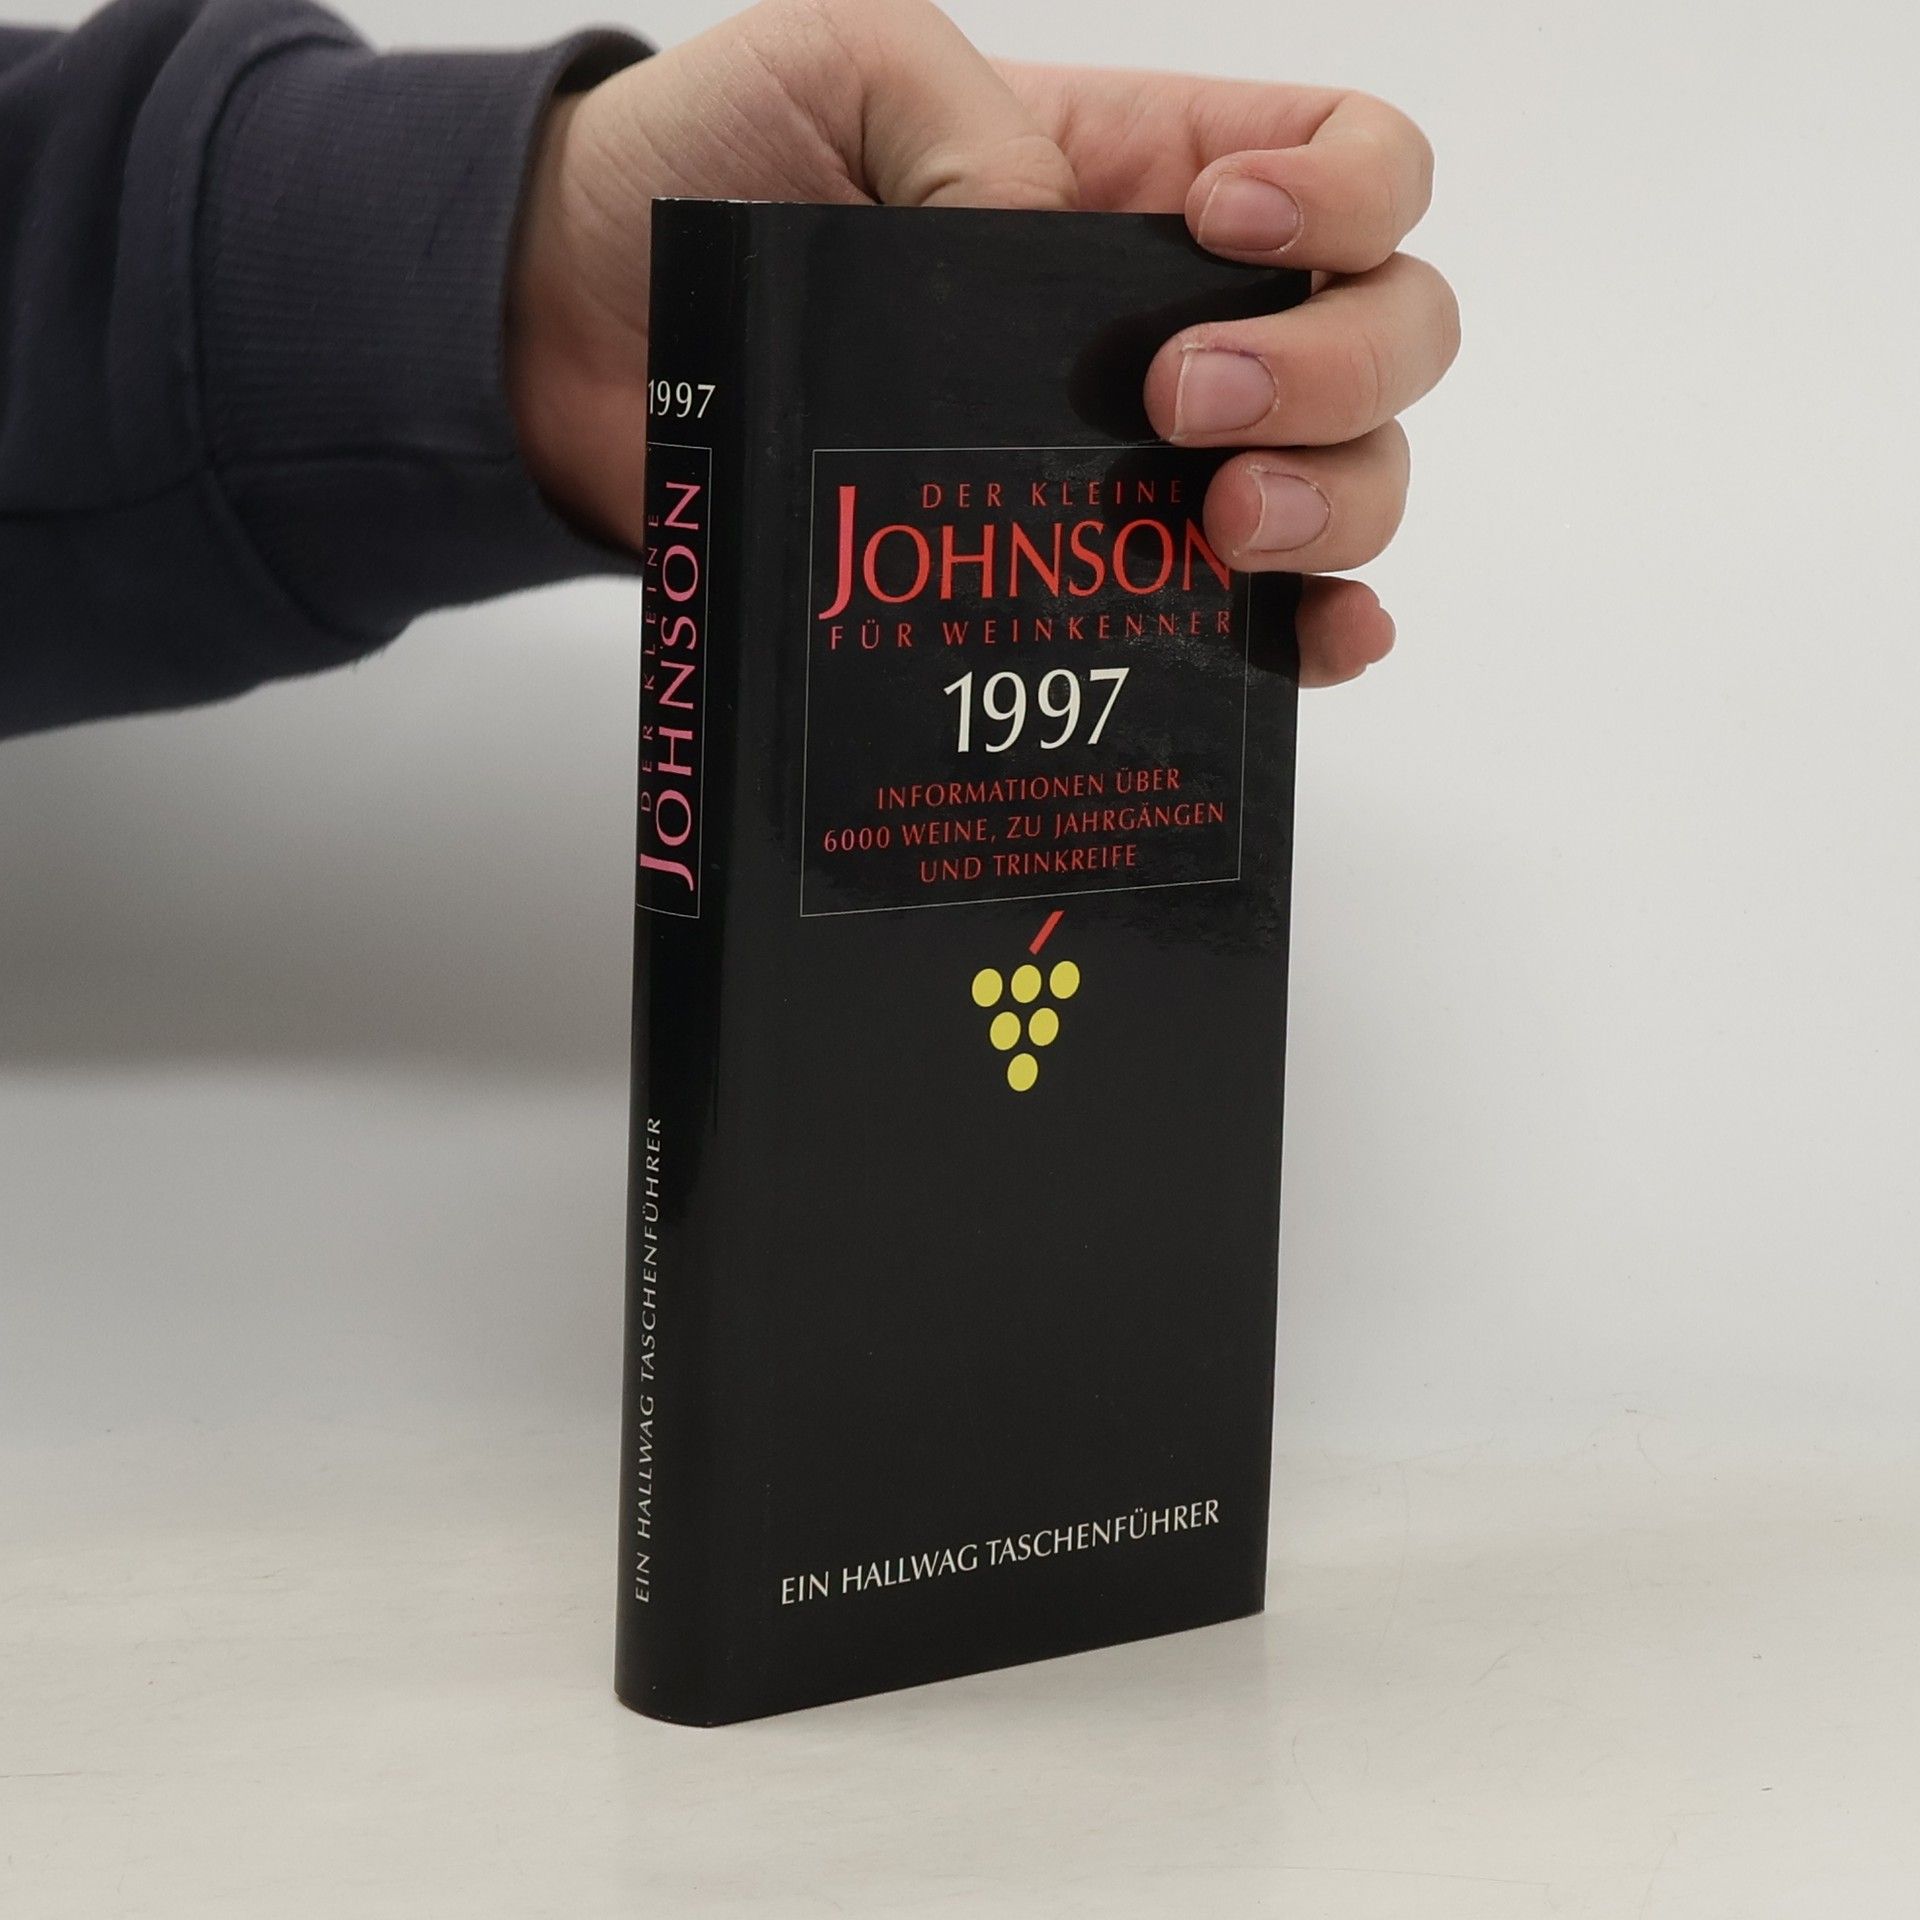 1997
DER KLEINE
JOHNSON
EIN HALLWAG TASCHENFÜHRER
DER KLEINE
JOHNSON
FÜR WEINKENNER
1997
INFORMATIONEN ÜBER
6000 WEINE, ZU JAHRGÄNGEN
UND TRINKREIFE
EIN HALLWAG TASCHENFÜHRER